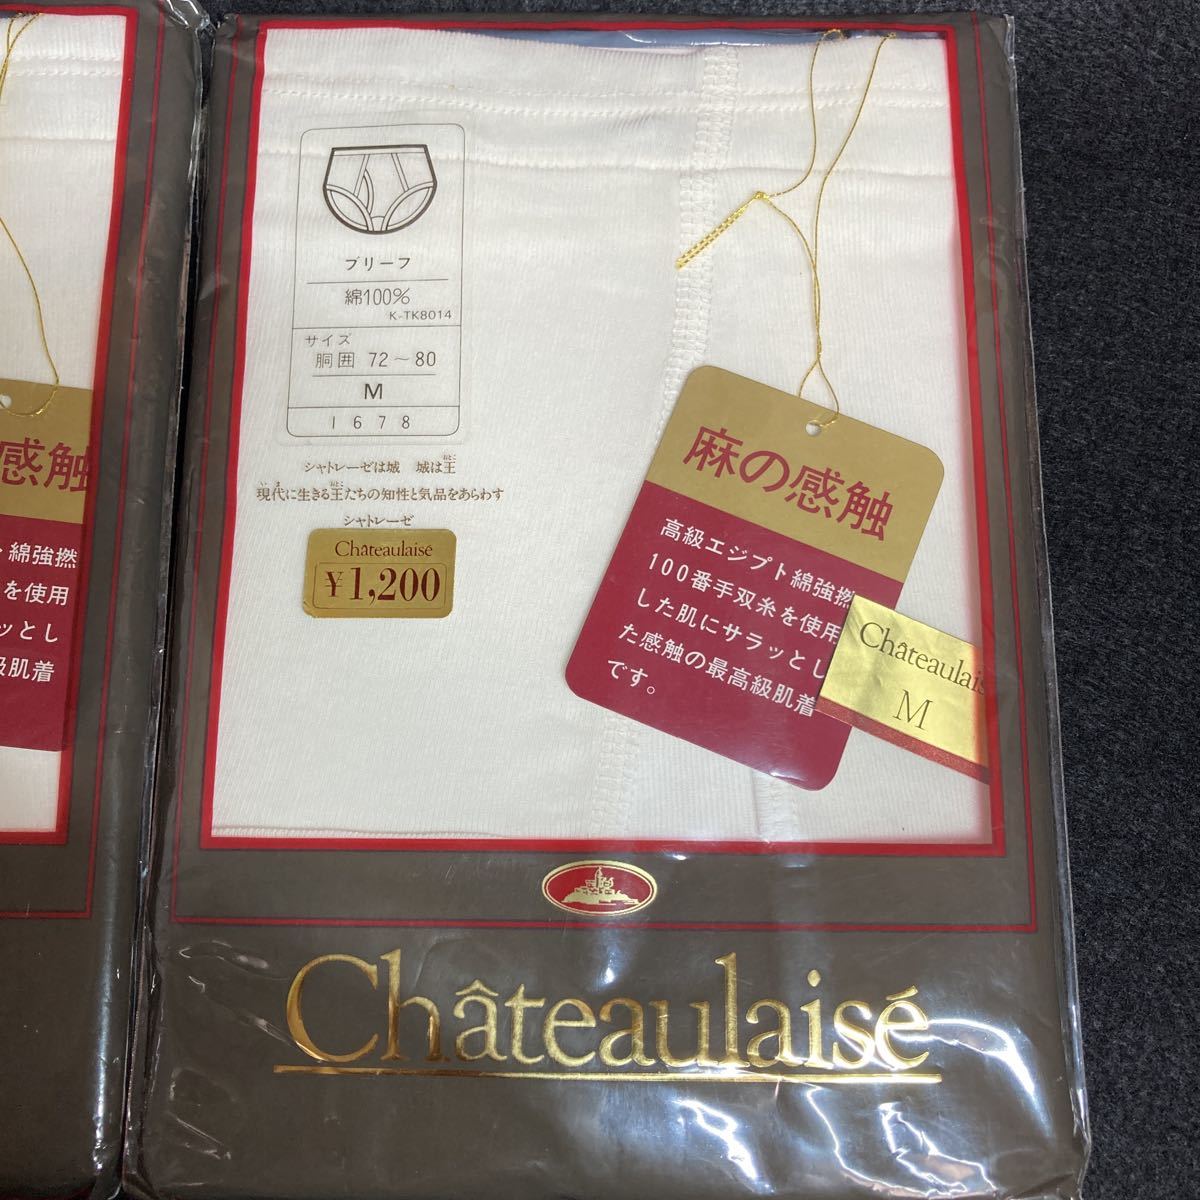 感触
綿強撚
を使用
ッとし
級肌着
ブリーフ
綿100%
K-TK8014
サイズ
胴囲 72～80
M
1678
シャトレーゼは城 城は王
現代に生きる王たちの知性と気品をあらわす
シャトレーゼ
Châteaulaisé
¥1,200
麻の感触
高級エジプト綿強撚
100番手双糸を使用
した肌にサラッとし
た感触の最高級肌着
です。
Châteaulais
M
Châteaulaisé